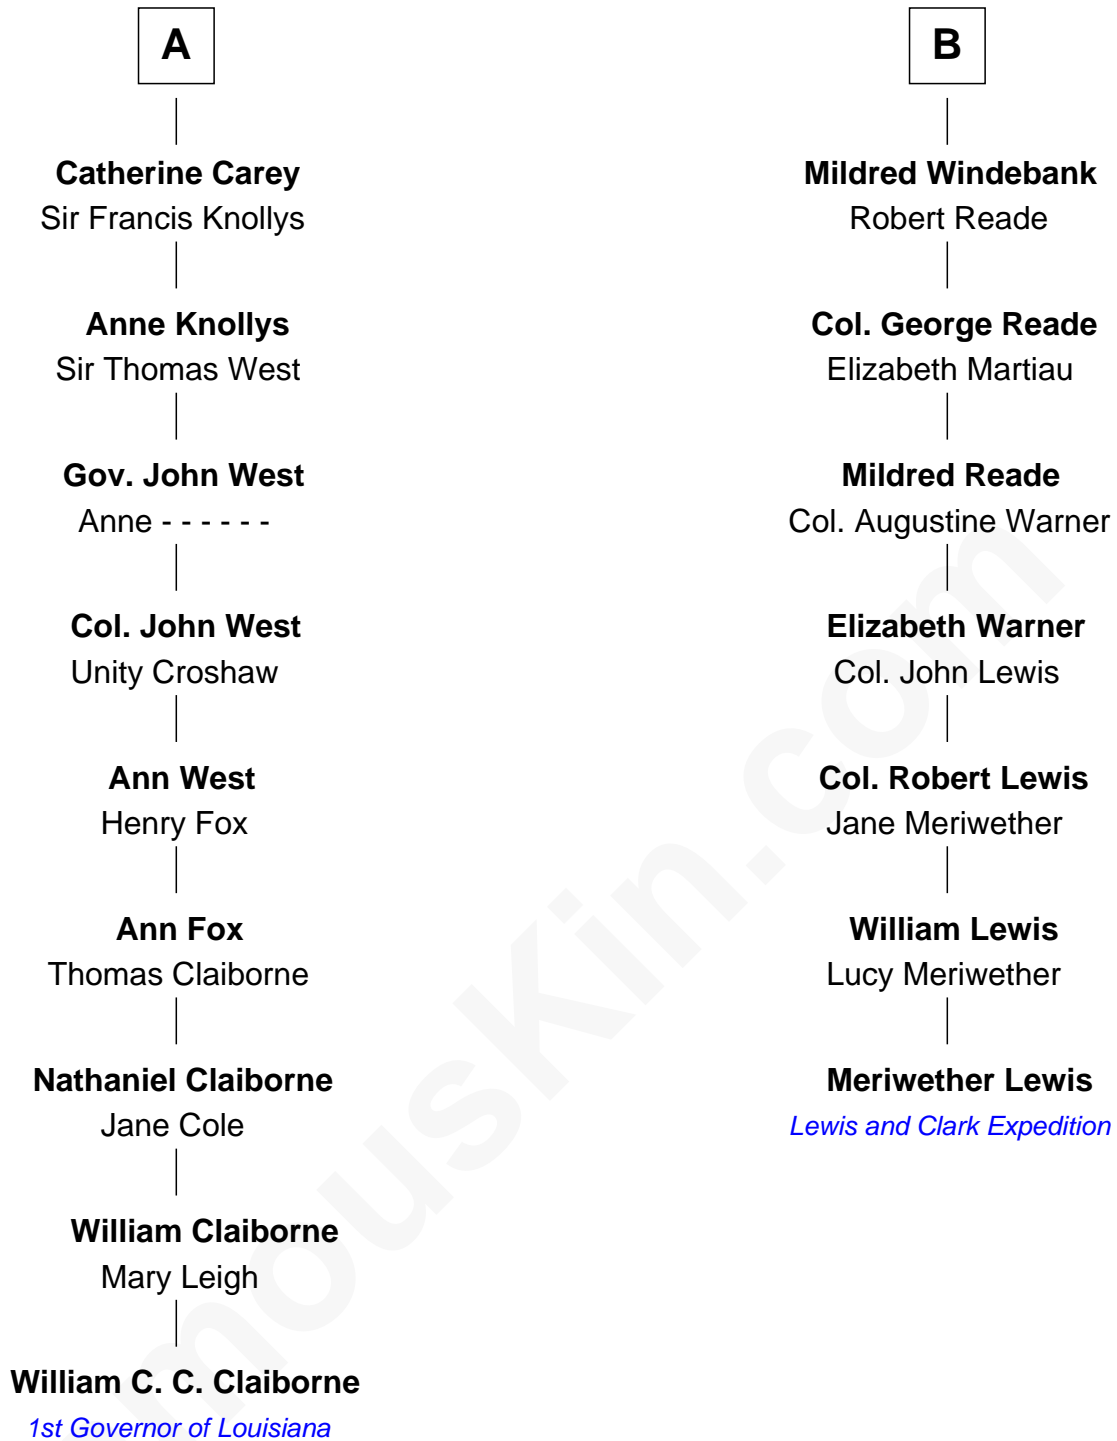 A
Catherine Carey
Sir Francis Knollys
Anne Knollys
Sir Thomas West
Gov. John West
Anne - - - - - -
Col. John West
Unity Croshaw
Ann West
Henry Fox
Ann Fox
Thomas Claiborne
Nathaniel Claiborne
Jane Cole
William Claiborne
Mary Leigh
William C. C. Claiborne
1st Governor of Louisiana
B
Mildred Windebank
Robert Reade
Col. George Reade
Elizabeth Martiau
Mildred Reade
Col. Augustine Warner
Elizabeth Warner
Col. John Lewis
Col. Robert Lewis
Jane Meriwether
William Lewis
Lucy Meriwether
Meriwether Lewis
Lewis and Clark Expedition
mousKin.com